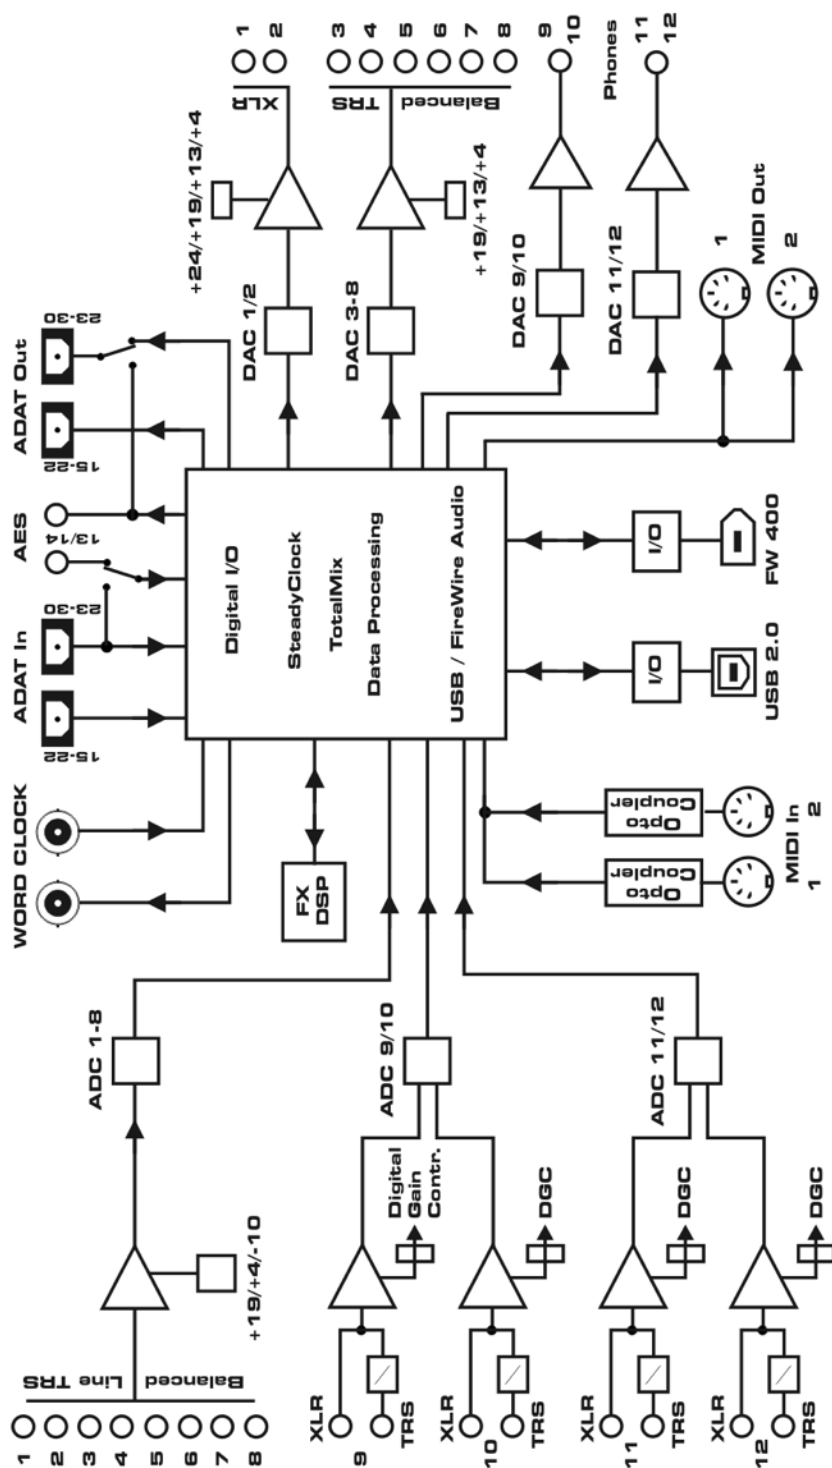 1
2
3
4
5
6
7
8
9
10
11
12
Phones
XLR
TRS
Balanced
+24/+19/+13/+4
+19/+13/+4
DAC 1/2
DAC 3-8
DAC 9/10
DAC 11/12
1
2
MIDI Out
ADAT Out
23-30
15-22
AES
13/14
ADAT In
23-30
15-22
WORD CLOCK
Digital I/O
SteadyClock
TotalMix
Data Processing
USB / FireWire Audio
I/O
FW 400
I/O
USB 2.0
FX
DSP
Opto
Coupler
Opto
Coupler
MIDI In
1
2
ADC 1-8
ADC 9/10
ADC 11/12
+19/+4/-10
Digital
Gain
Contr.
DGC
DGC
DGC
Balanced
Line TRS
1
2
3
4
5
6
7
8
XLR
9
TRS
XLR
10
TRS
XLR
11
TRS
XLR
12
TRS